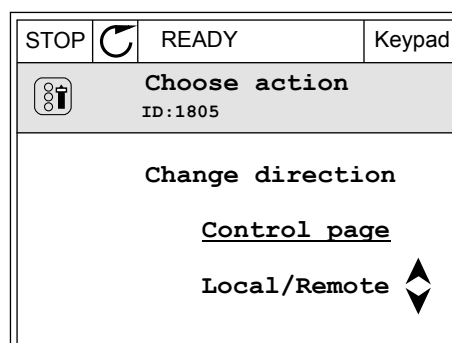 STOP READY Keypad
Choose action
ID:1805
Change direction
Control page
Local/Remote